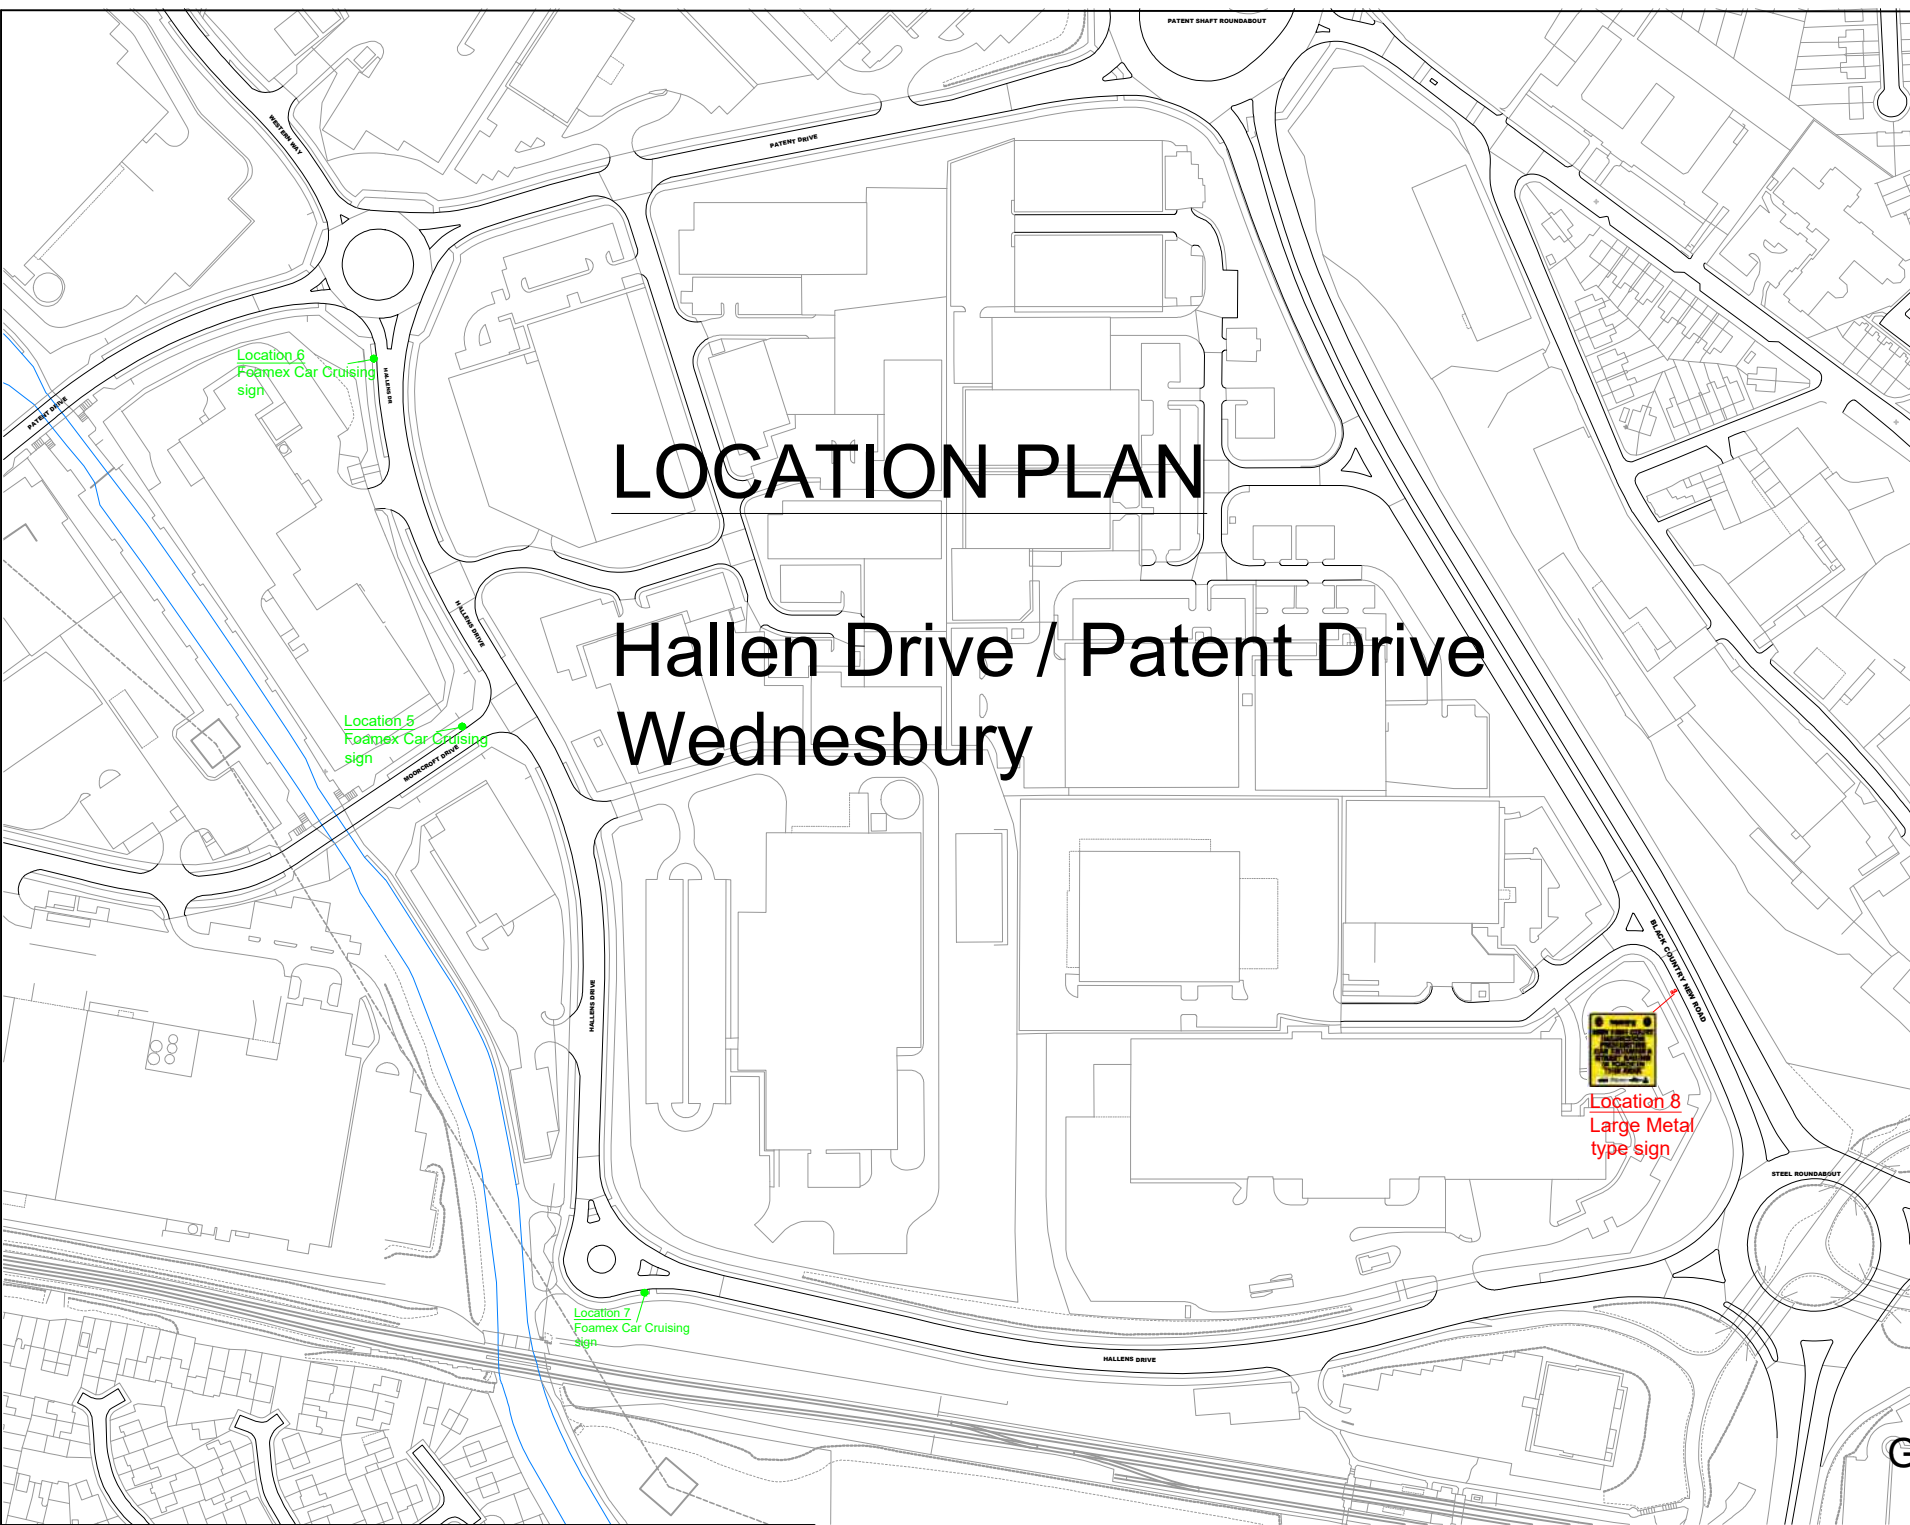 PATENT SHAFT ROUNDABOUT
WESTERN WAY
PATENT DRIVE
Location 6
Foamex Car Cruising
sign
HALLENS DR
PATENT DRIVE
LOCATION PLAN
HALLENS DRIVE
Hallen Drive / Patent Drive
Wednesbury
Location 5
Foamex Car Cruising
sign
MOORCROFT DRIVE
BLACK COUNTRY NEW ROAD
HALLENS DRIVE
Location 8
Large Metal
type sign
STEEL ROUNDABOUT
Location 7
Foamex Car Cruising
sign
HALLENS DRIVE
G